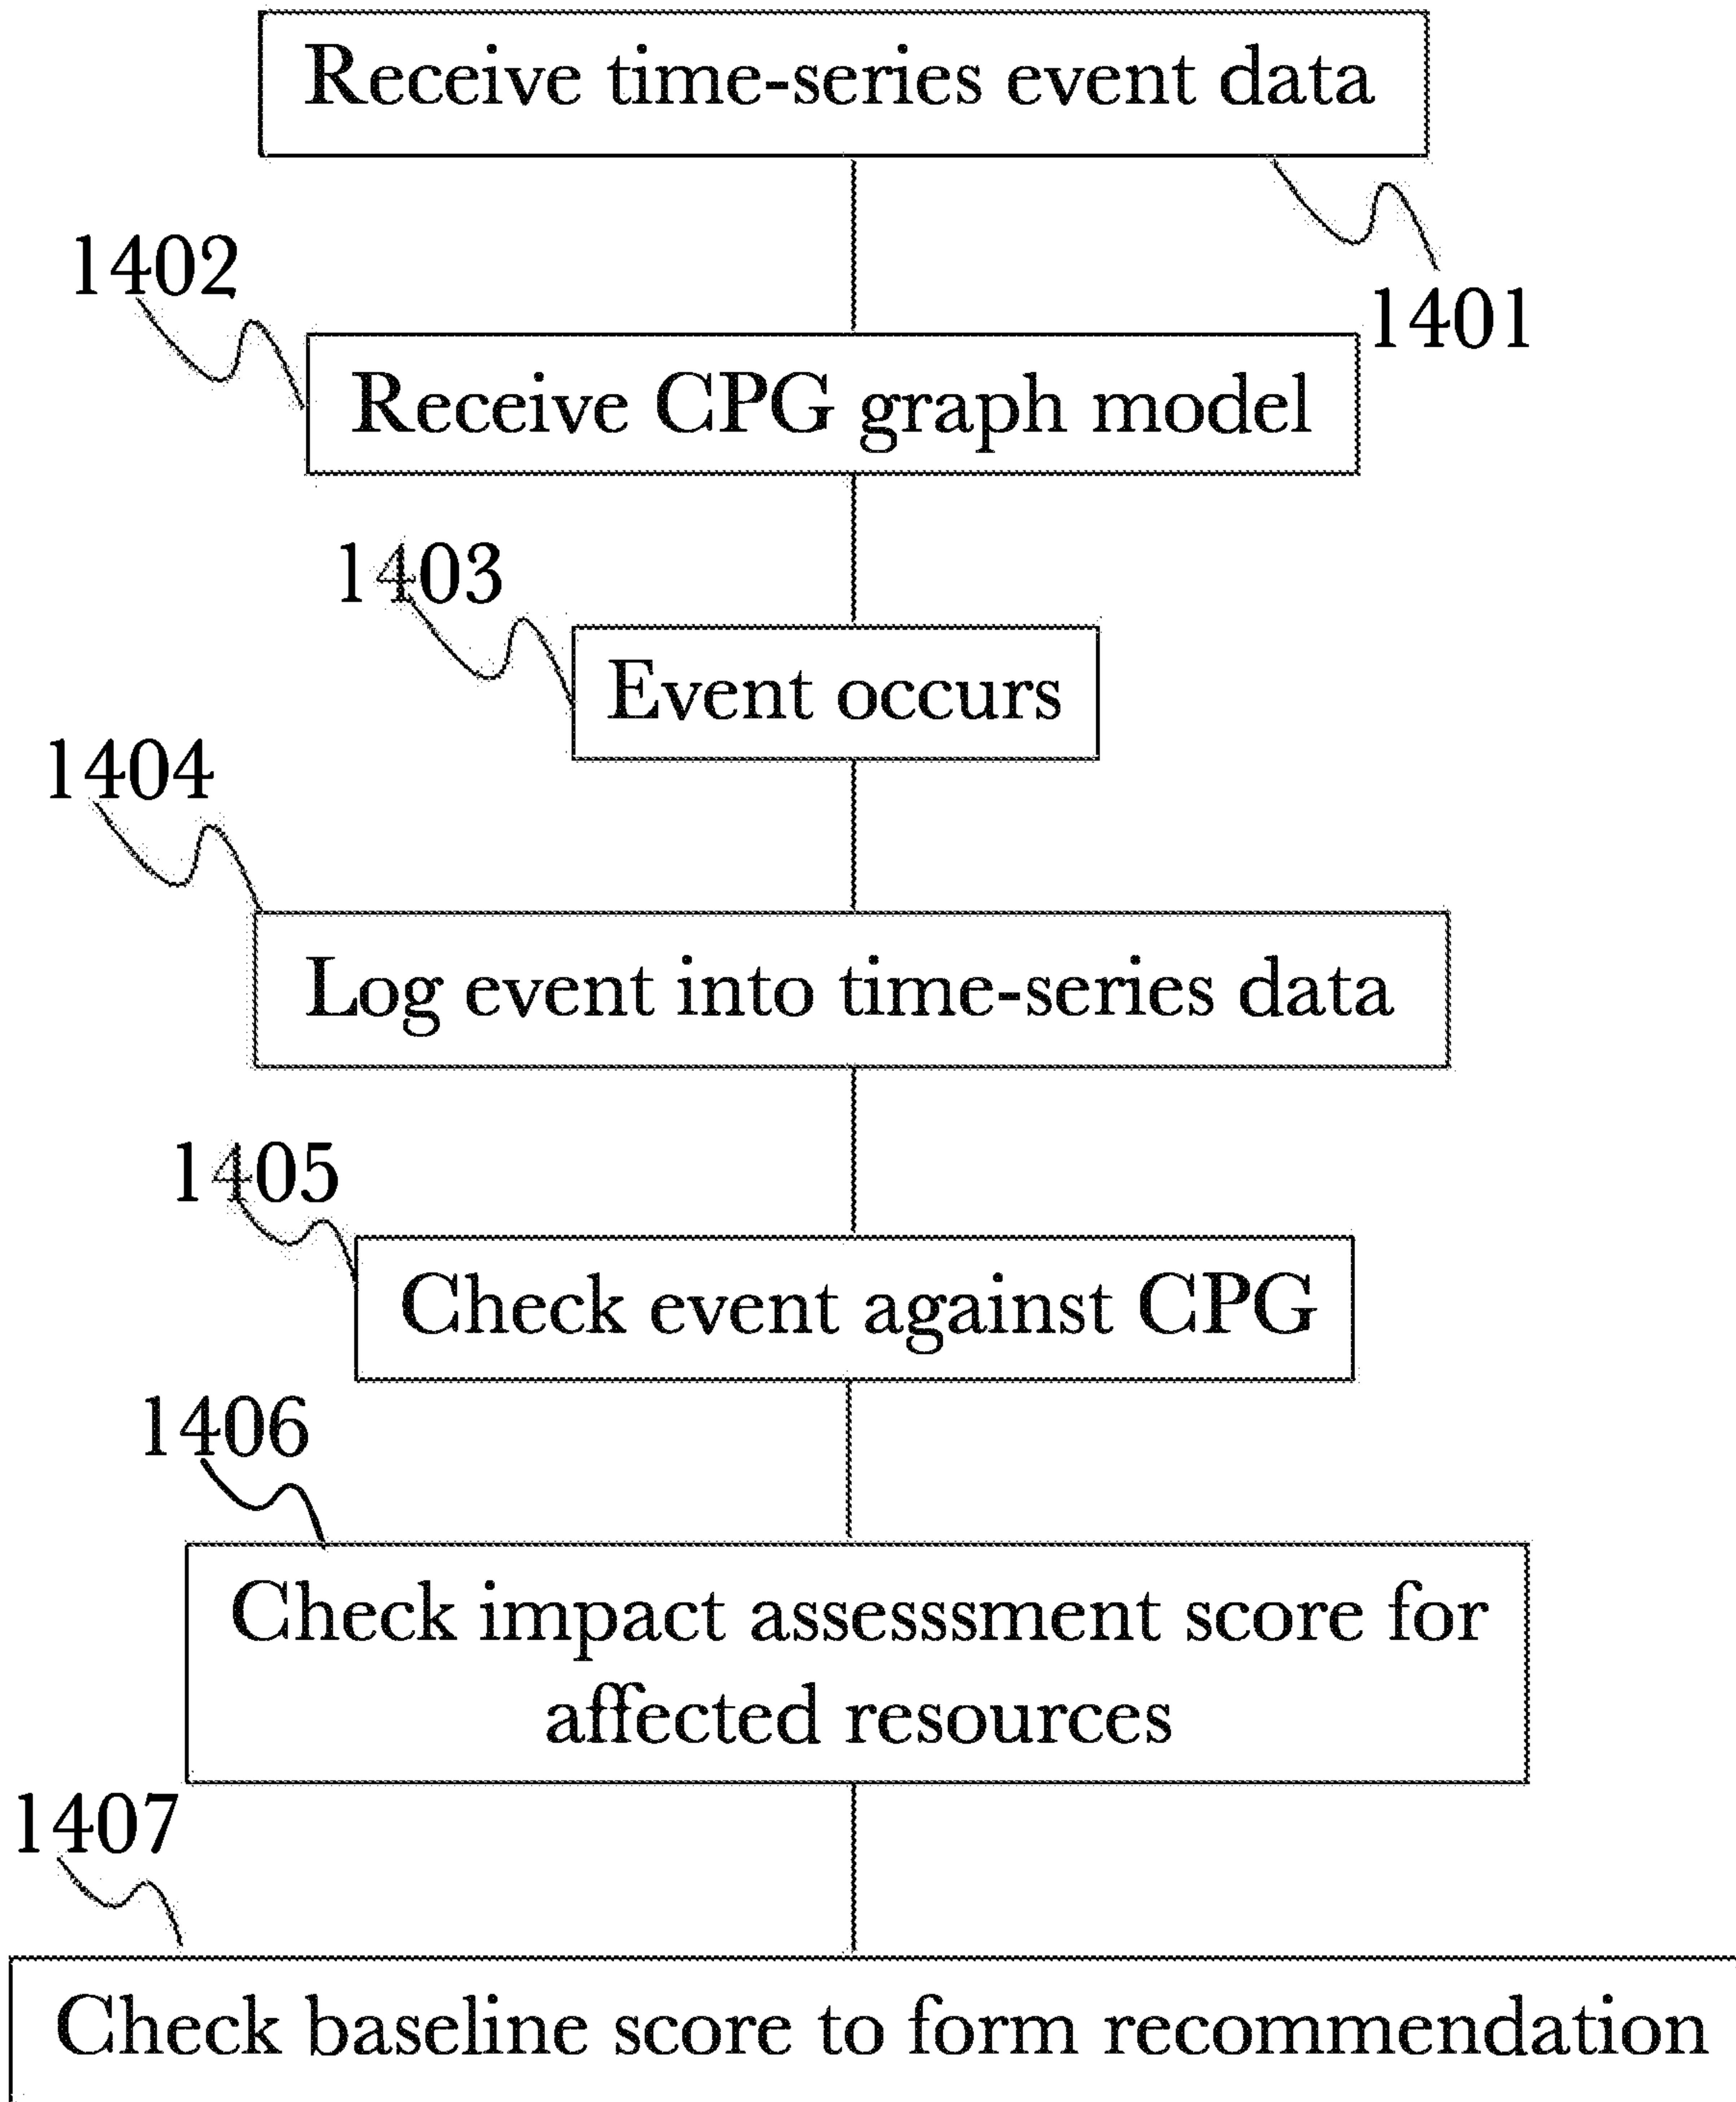 Receive time-series event data
1401
1402
Receive CPG graph model
1403
Event occurs
1404
Log event into time-series data
1405
Check event against CPG
1406
Check impact assesssment score for
affected resources
1407
Check baseline score to form recommendation